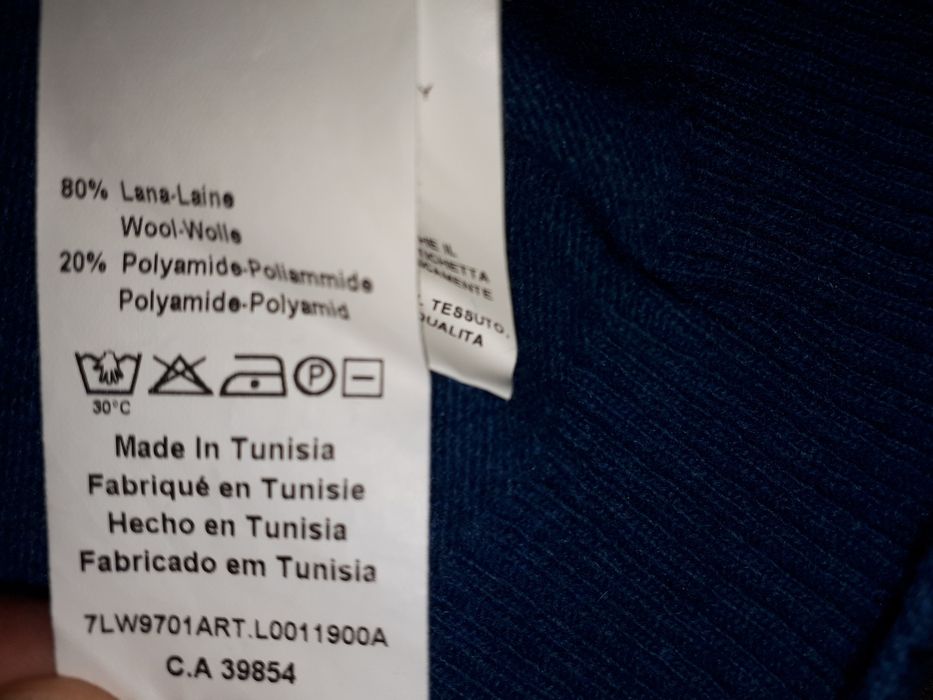 80% Lana-Laine
Wool-Wolle
20% Polyamide-Poliammide
Polyamide-Polyamid
P
30°C
Made In Tunisia
Fabriqué en Tunisie
Hecho en Tunisia
Fabricado em Tunisia
7LW9701ART.L0011900A
C.A 39854
IL
TESSUTO,